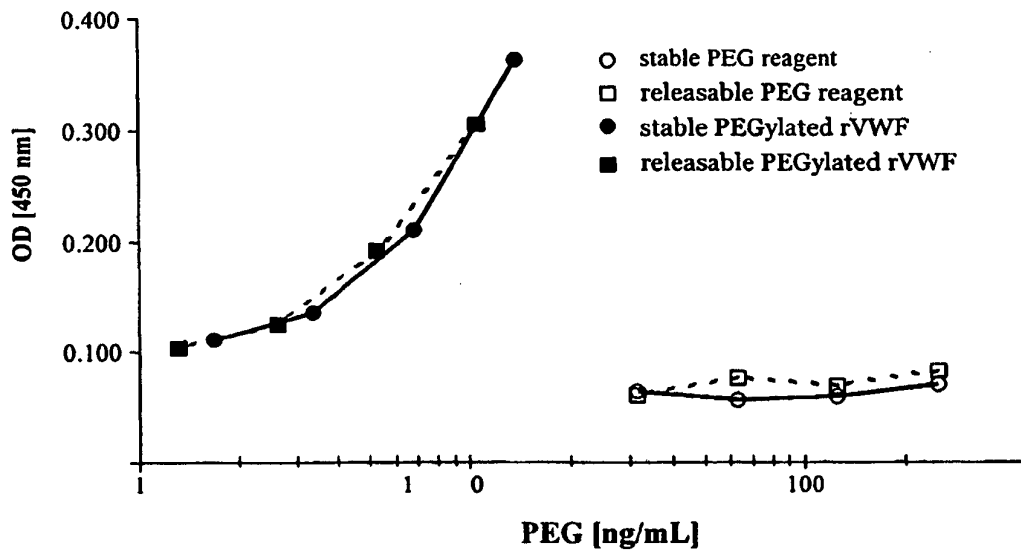 0.400
0.300
0.200
0.100
OD [450 nm]
stable PEG reagent
releasable PEG reagent
stable PEGylated rVWF
releasable PEGylated rVWF
1 1 0 100
PEG [ng/mL]